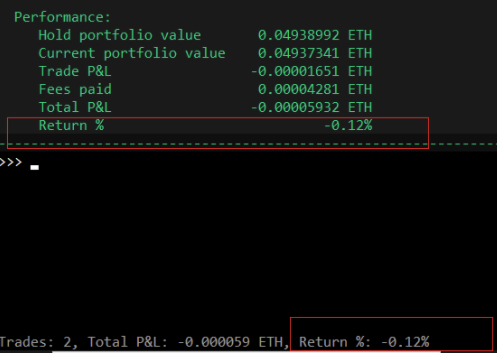 Performance:
Hold portfolio value 0.04938992 ETH
Current portfolio value 0.04937341 ETH
Trade P&L -0.00001651 ETH
Fees paid 0.00004281 ETH
Total P&L -0.00005932 ETH
Return % -0.12%
--------------------------------------------------
>>>
Trades: 2, Total P&L: -0.000059 ETH, Return %: -0.12%